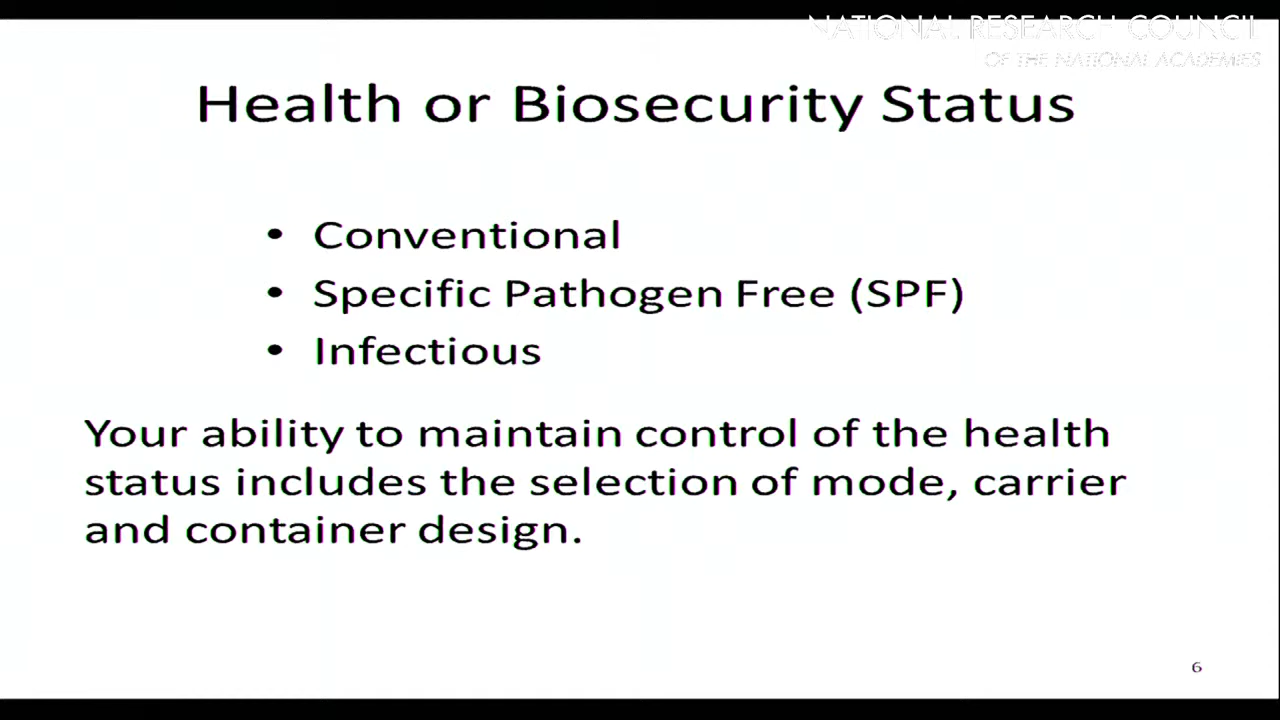 NATIONAL RESEARCH COUNCIL
OF THE NATIONAL ACADEMIES
Health or Biosecurity Status
• Conventional
• Specific Pathogen Free (SPF)
• Infectious
Your ability to maintain control of the health
status includes the selection of mode, carrier
and container design.
6